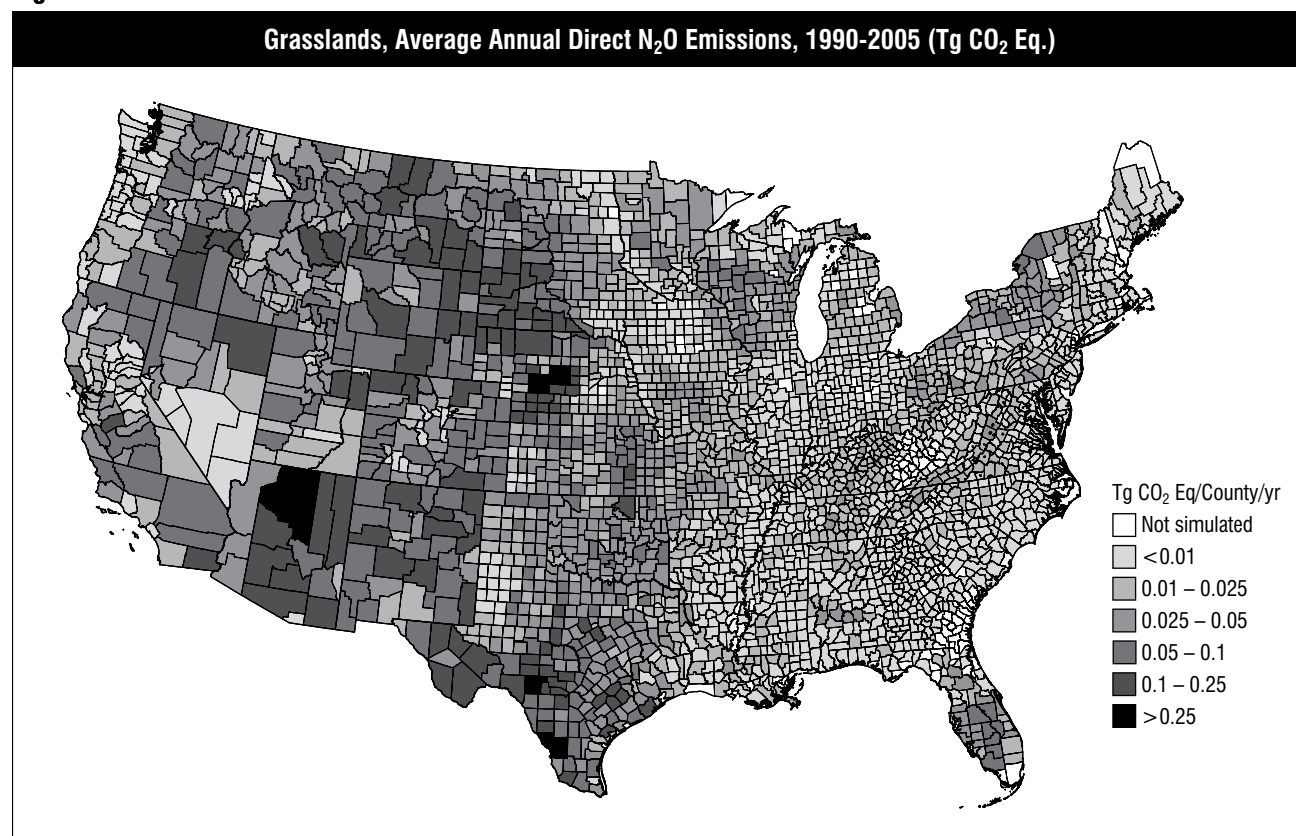 Grasslands, Average Annual Direct N₂O Emissions, 1990-2005 (Tg CO₂ Eq.)
Tg CO₂ Eq/County/yr
Not simulated
<0.01
0.01 – 0.025
0.025 – 0.05
0.05 – 0.1
0.1 – 0.25
>0.25